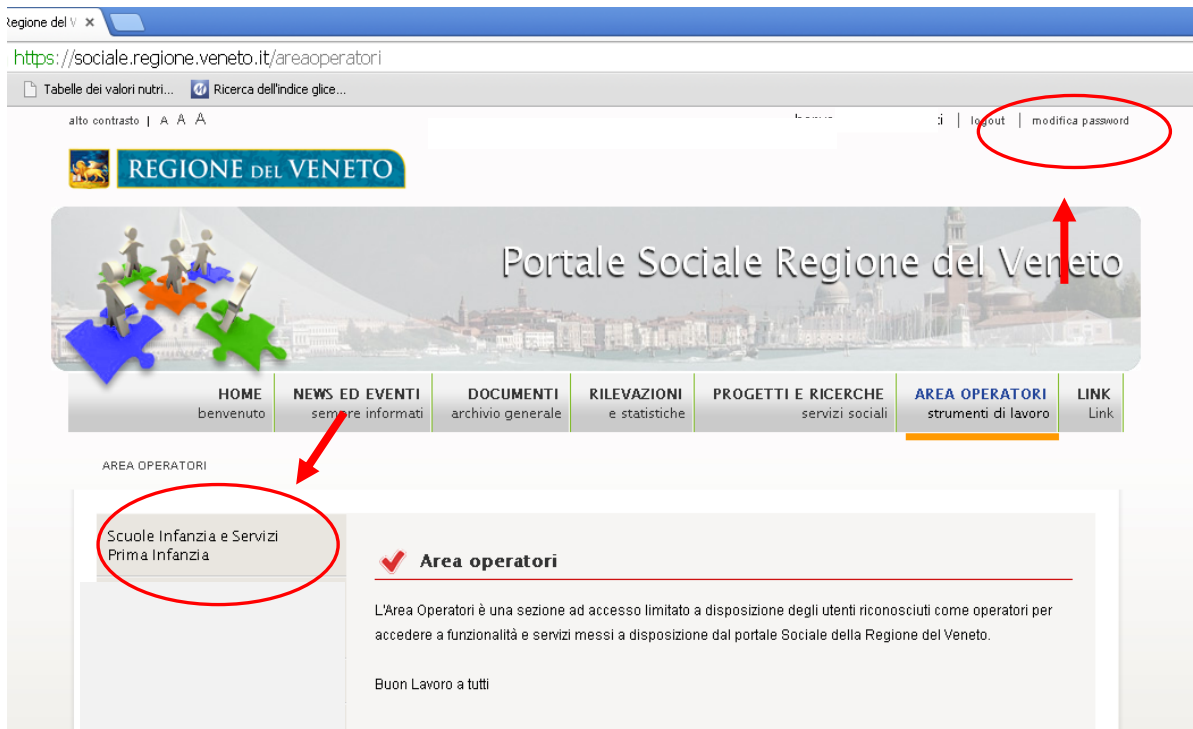 Regione del V
https://sociale.regione.veneto.it/areaoperatori
Tabelle dei valori nutri... Ricerca dell'indice glice...
alto contrasto | A A A
| logout | modifica password
REGIONE DEL VENETO
Portale Sociale Regione del Veneto
HOME NEWS ED EVENTI DOCUMENTI RILEVAZIONI PROGETTI E RICERCHE AREA OPERATORI LINK
benvenuto sempre informati archivio generale e statistiche servizi sociali strumenti di lavoro Link
AREA OPERATORI
Scuole Infanzia e Servizi
Prima Infanzia
Area operatori
L'Area Operatori è una sezione ad accesso limitato a disposizione degli utenti riconosciuti come operatori per
accedere a funzionalità e servizi messi a disposizione dal portale Sociale della Regione del Veneto.
Buon Lavoro a tutti